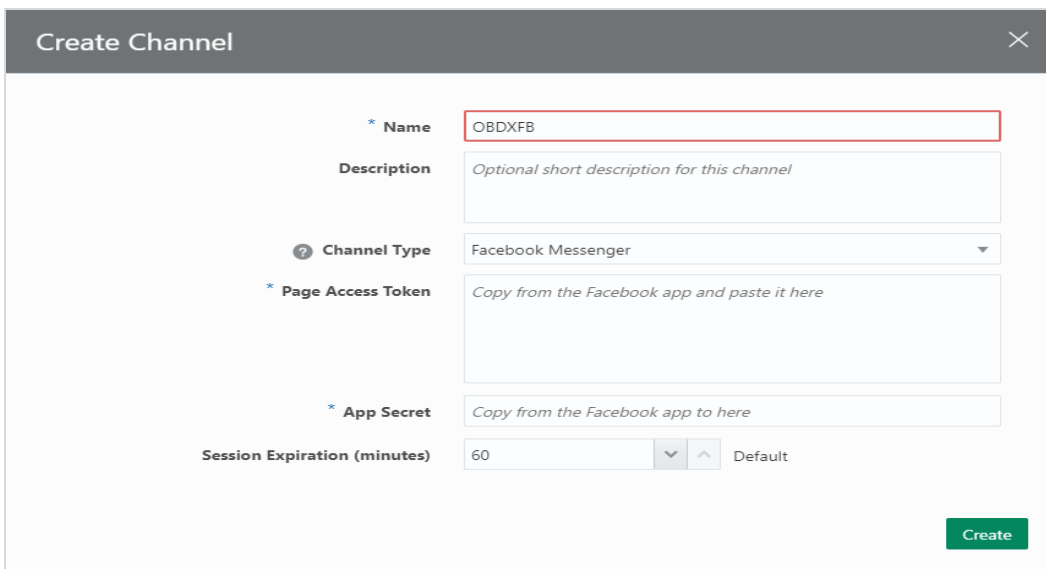 Create Channel
* Name OBDXFB
Description Optional short description for this channel
? Channel Type Facebook Messenger
* Page Access Token Copy from the Facebook app and paste it here
* App Secret Copy from the Facebook app to here
Session Expiration (minutes) 60 Default
Create